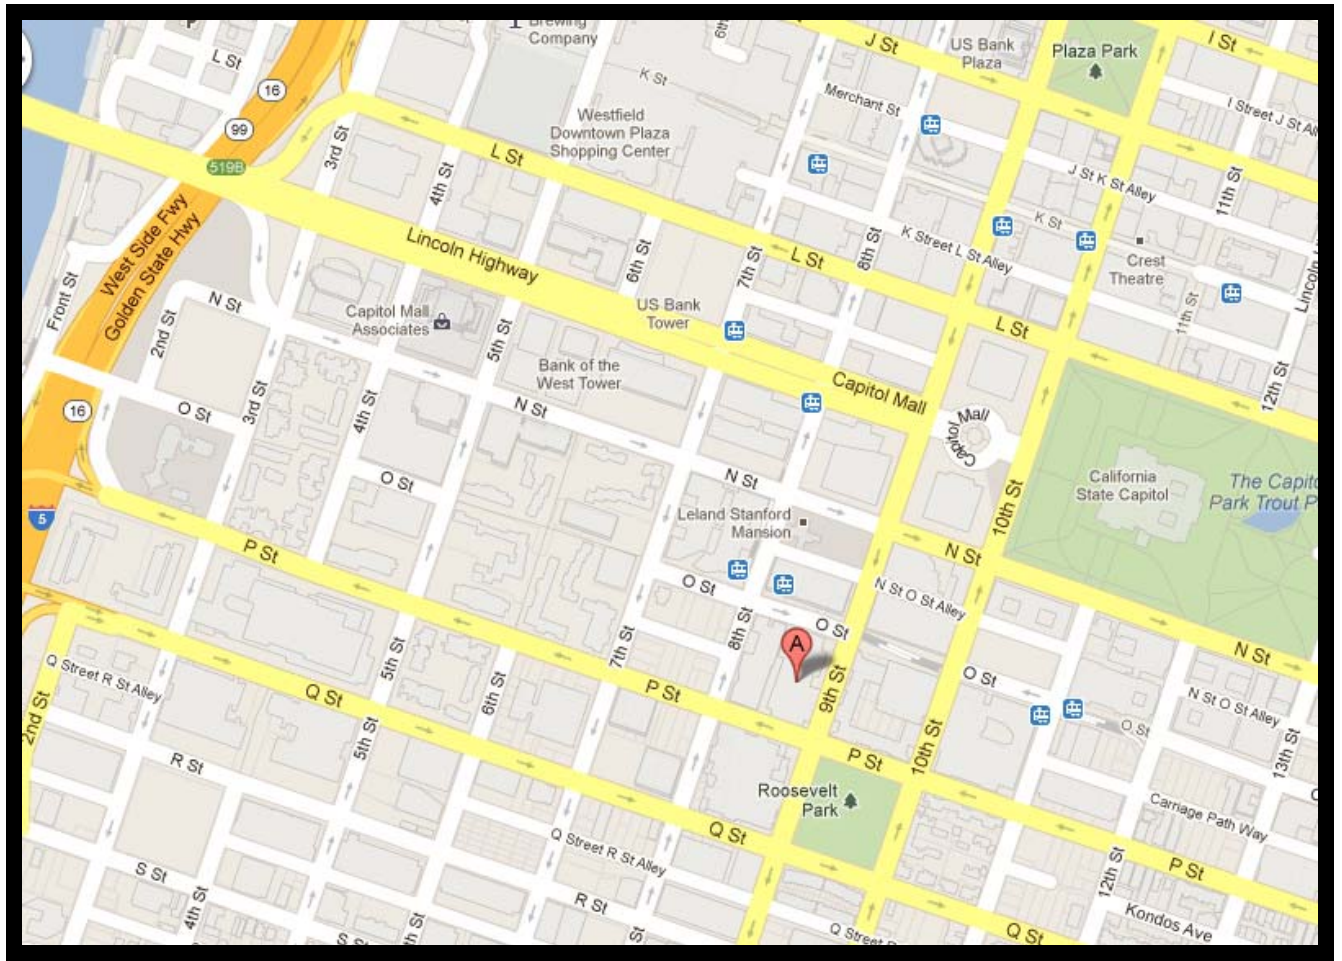 Brewing
Company
6th
J St
US Bank
Plaza
Plaza Park
I St
L St
16
K St
Merchant St
I Street J St Al
99
3rd St
Westfield
Downtown Plaza
Shopping Center
519B
L St
4th St
J St K St Alley
11th St
West Side Fwy
Golden State Hwy
Lincoln Highway
6th St
7th St
L St
8th St
K St
K Street L St Alley
Crest
Theatre
Lincoln
Front St
N St
2nd St
Capitol Mall
Associates
5th St
US Bank
Tower
L St
11th St
12th St
Bank of the
West Tower
Capitol Mall
Capitol Mall
16
O St
3rd St
4th St
N St
O St
N St
California
State Capitol
The Capito
Park Trout P
5
Leland Stanford
Mansion
10th St
P St
N St
O St
N St O St Alley
8th St
O St
A
7th St
5th St
N St
Q Street R St Alley
Q St
6th St
P St
9th St
O St
N St O St Alley
O St
2nd St
5th St
10th St
13th St
R St
P St
Roosevelt
Park
Carriage Path Way
Q St
Q Street R St Alley
S St
4th St
P St
12th St
R St
Kondos Ave
S St
th St
St
Q Street R
Q St